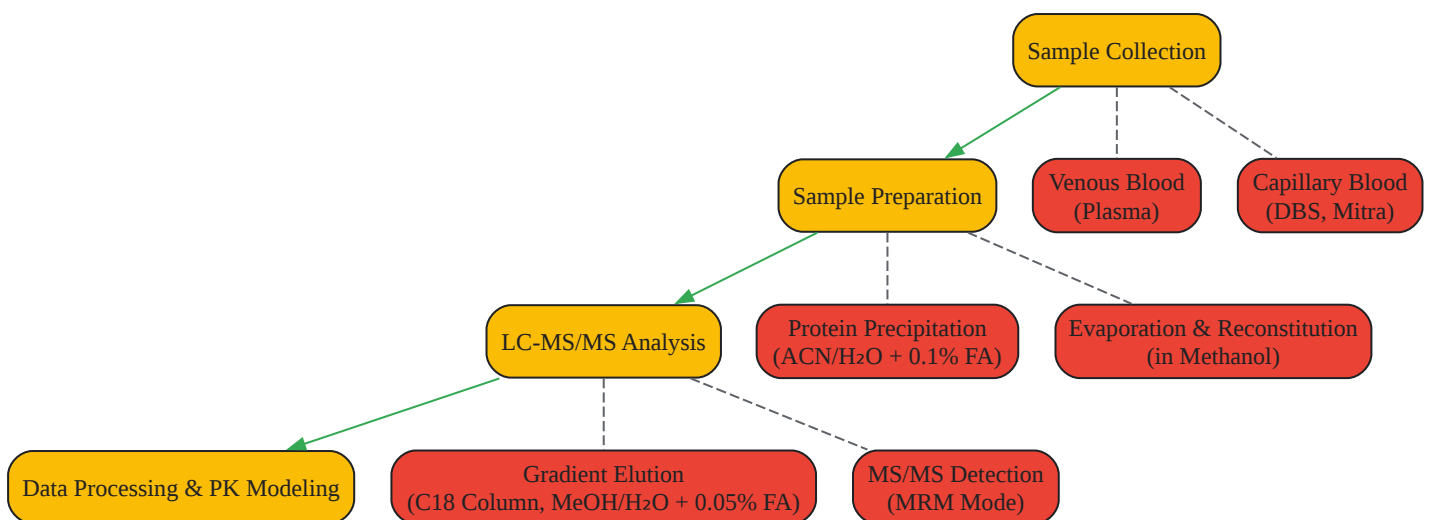 Sample Collection
Sample Preparation
Venous Blood
(Plasma)
Capillary Blood
(DBS, Mitra)
LC-MS/MS Analysis
Protein Precipitation
(ACN/H₂O + 0.1% FA)
Evaporation & Reconstitution
(in Methanol)
Data Processing & PK Modeling
Gradient Elution
(C18 Column, MeOH/H₂O + 0.05% FA)
MS/MS Detection
(MRM Mode)